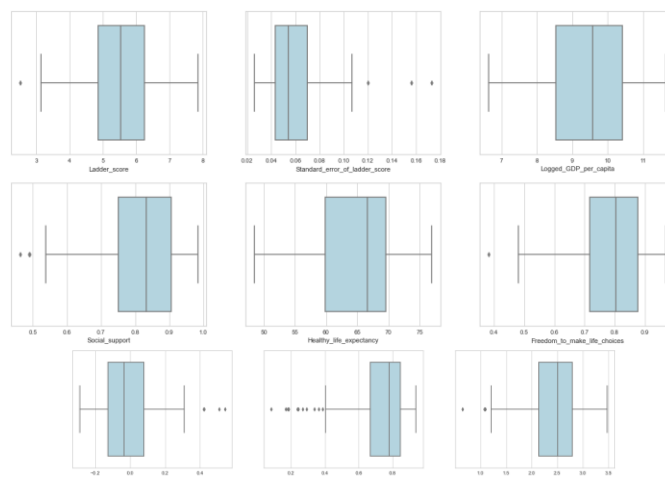 3 4 5 6 7 8
Ladder_score
0.02 0.04 0.06 0.08 0.10 0.12 0.14 0.16 0.18
Standard_error_of_ladder_score
7 8 9 10 11
Logged_GDP_per_capita
0.5 0.6 0.7 0.8 0.9 1.0
Social_support
50 55 60 65 70 75
Healthy_life_expectancy
0.4 0.5 0.6 0.7 0.8 0.9
Freedom_to_make_life_choices
−0.2 0.0 0.2 0.4
0.2 0.4 0.6 0.8
1.0 1.5 2.0 2.5 3.0 3.5